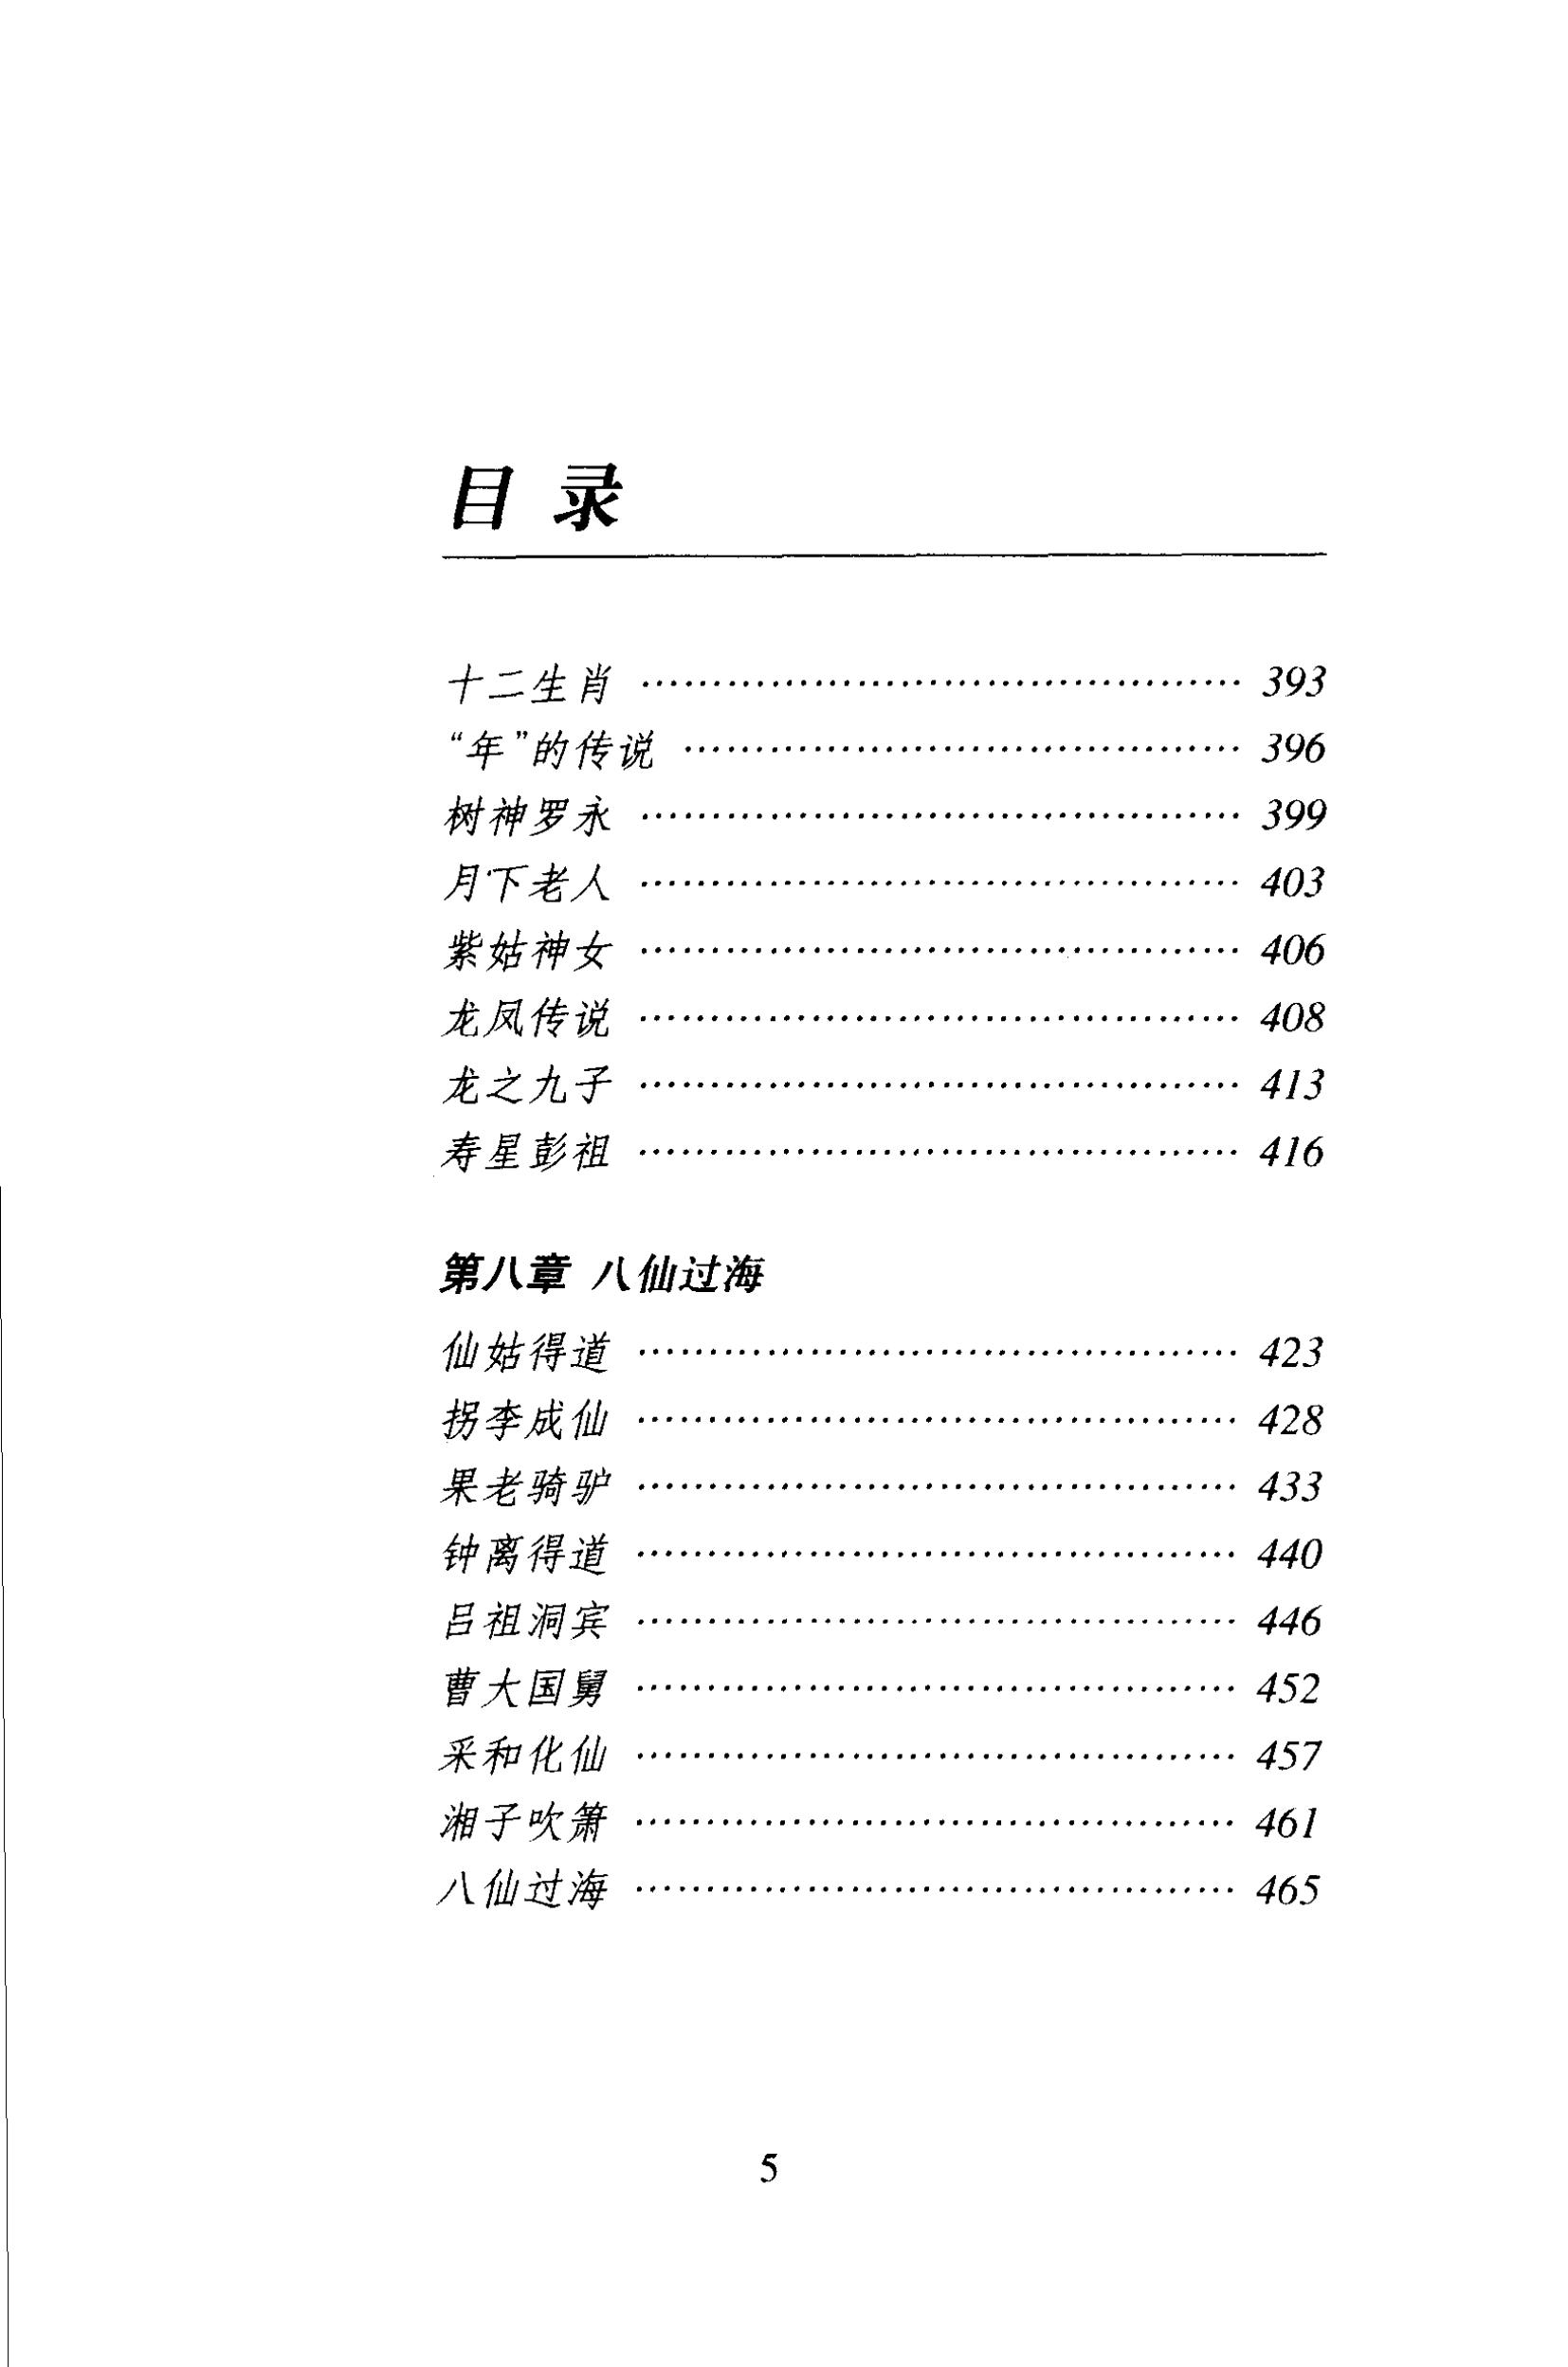 目录
十二生肖 ………………………………… 393
“年”的传说 ………………………………… 396
树神罗永 ………………………………… 399
月下老人 ………………………………… 403
紫姑神女 ………………………………… 406
龙凤传说 ………………………………… 408
龙之九子 ………………………………… 413
寿星彭祖 ………………………………… 416
第八章 八仙过海
仙姑得道 ………………………………… 423
拐李成仙 ………………………………… 428
果老骑驴 ………………………………… 433
钟离得道 ………………………………… 440
吕祖洞宾 ………………………………… 446
曹大国舅 ………………………………… 452
采和化仙 ………………………………… 457
湘子吹箫 ………………………………… 461
八仙过海 ………………………………… 465
5